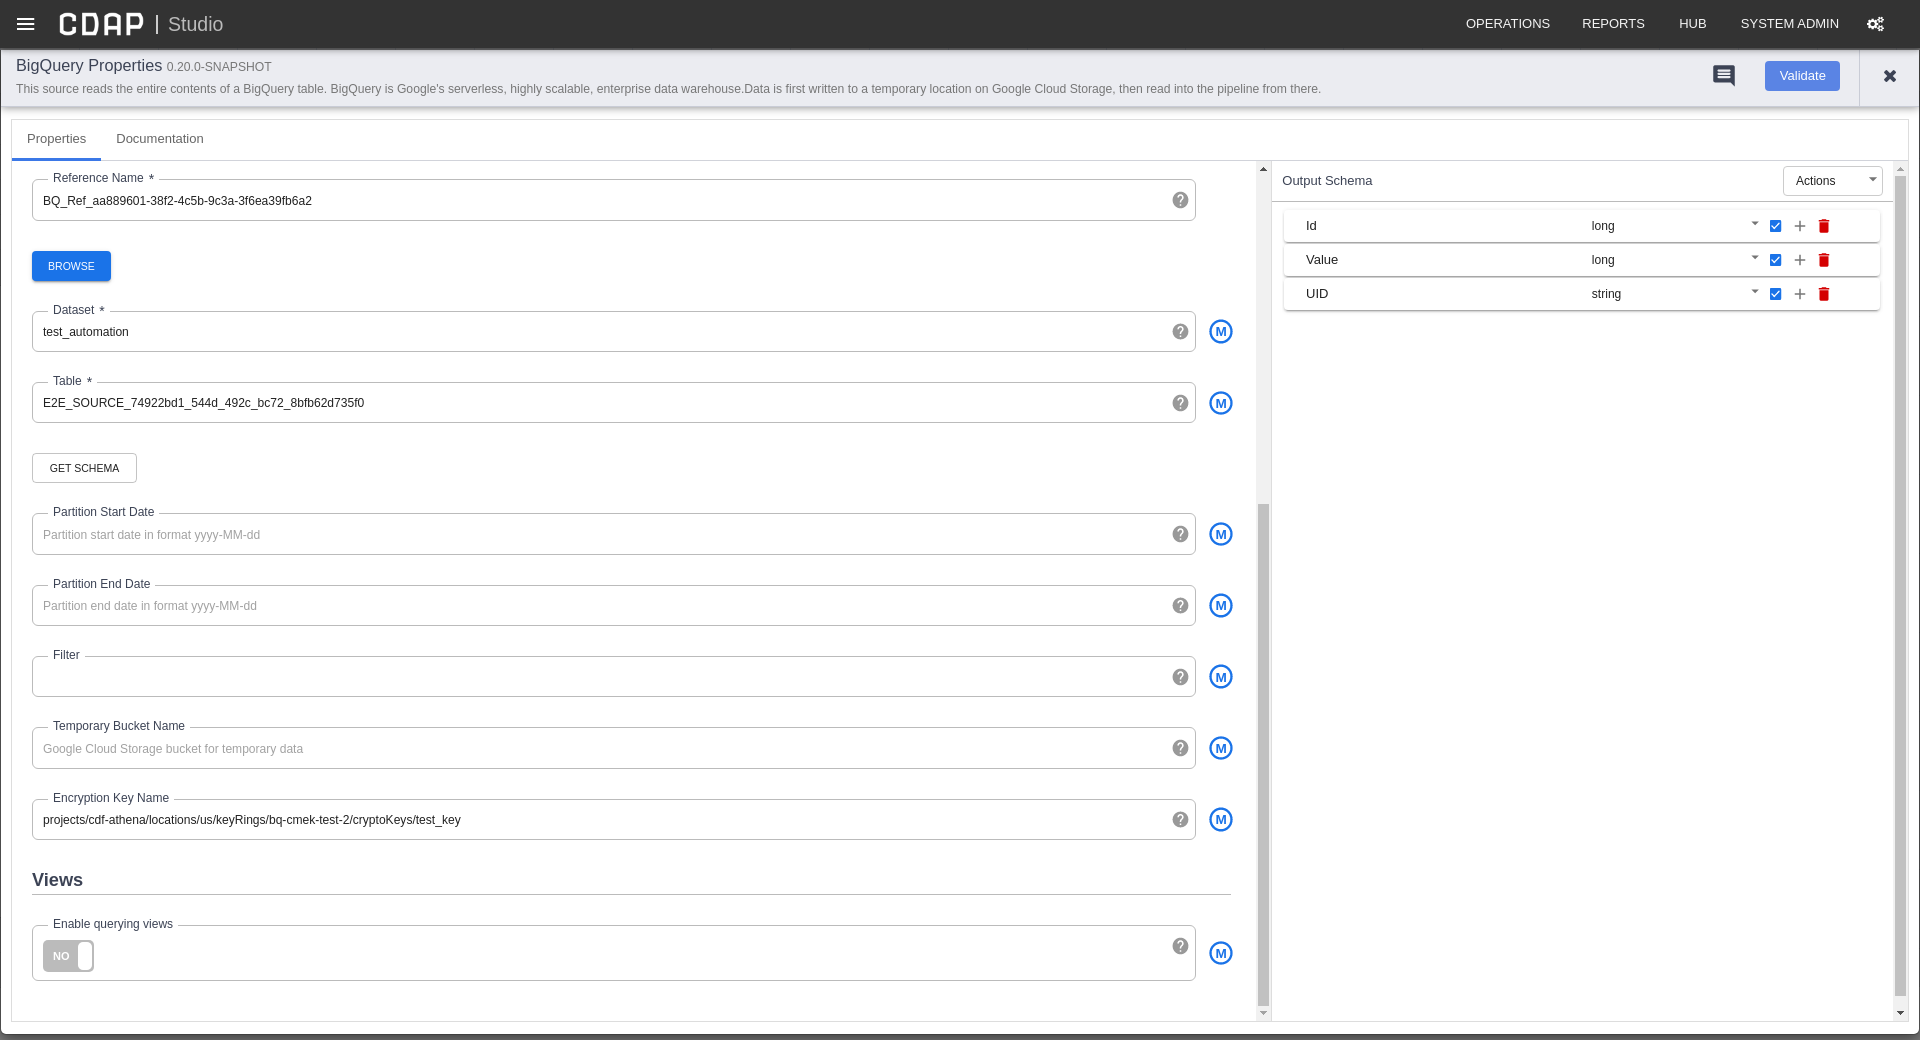 CDAP | Studio
OPERATIONS REPORTS HUB SYSTEM ADMIN
BigQuery Properties 0.20.0-SNAPSHOT
This source reads the entire contents of a BigQuery table. BigQuery is Google's serverless, highly scalable, enterprise data warehouse.Data is first written to a temporary location on Google Cloud Storage, then read into the pipeline from there.
Validate
Properties Documentation
Reference Name *
BQ_Ref_aa889601-38f2-4c5b-9c3a-3f6ea39fb6a2
BROWSE
Dataset *
test_automation
M
Table *
E2E_SOURCE_74922bd1_544d_492c_bc72_8bfb62d735f0
M
GET SCHEMA
Partition Start Date
Partition start date in format yyyy-MM-dd
M
Partition End Date
Partition end date in format yyyy-MM-dd
M
Filter
M
Temporary Bucket Name
Google Cloud Storage bucket for temporary data
M
Encryption Key Name
projects/cdf-athena/locations/us/keyRings/bq-cmek-test-2/cryptoKeys/test_key
M
Views
Enable querying views
NO
M
Output Schema
Actions
Id long
Value long
UID string